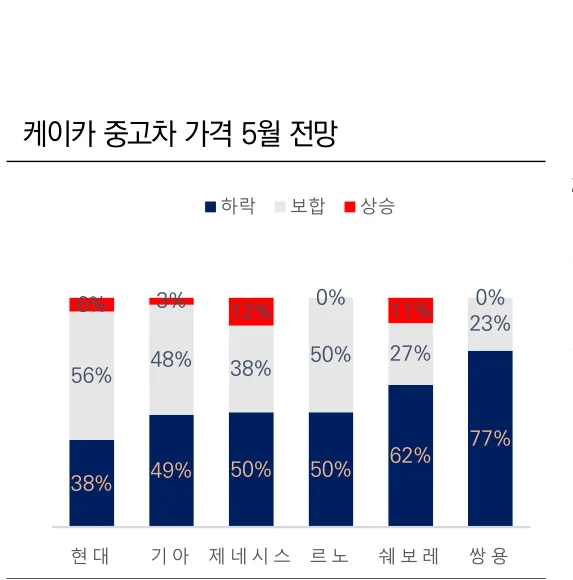 케이카 중고차 가격 5월 전망
하락 보합 상승
6% 3% 12% 0% 11% 0%
56% 48% 38% 50% 27% 23%
38% 49% 50% 50% 62% 77%
현대 기아 제네시스 르노 쉐보레 쌍용